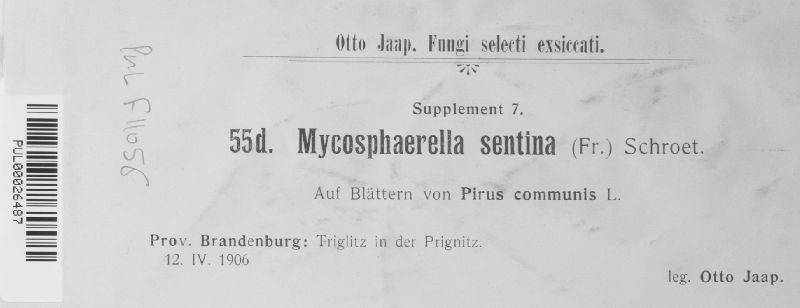 Otto Jaap. Fungi selecti exsiccati.
Supplement 7.
55d. Mycosphaerella sentina (Fr.) Schroet.
Auf Blättern von Pirus communis L.
Prov. Brandenburg: Triglitz in der Prignitz.
12. IV. 1906
leg. Otto Jaap.
PUL F11056
PUL00026487